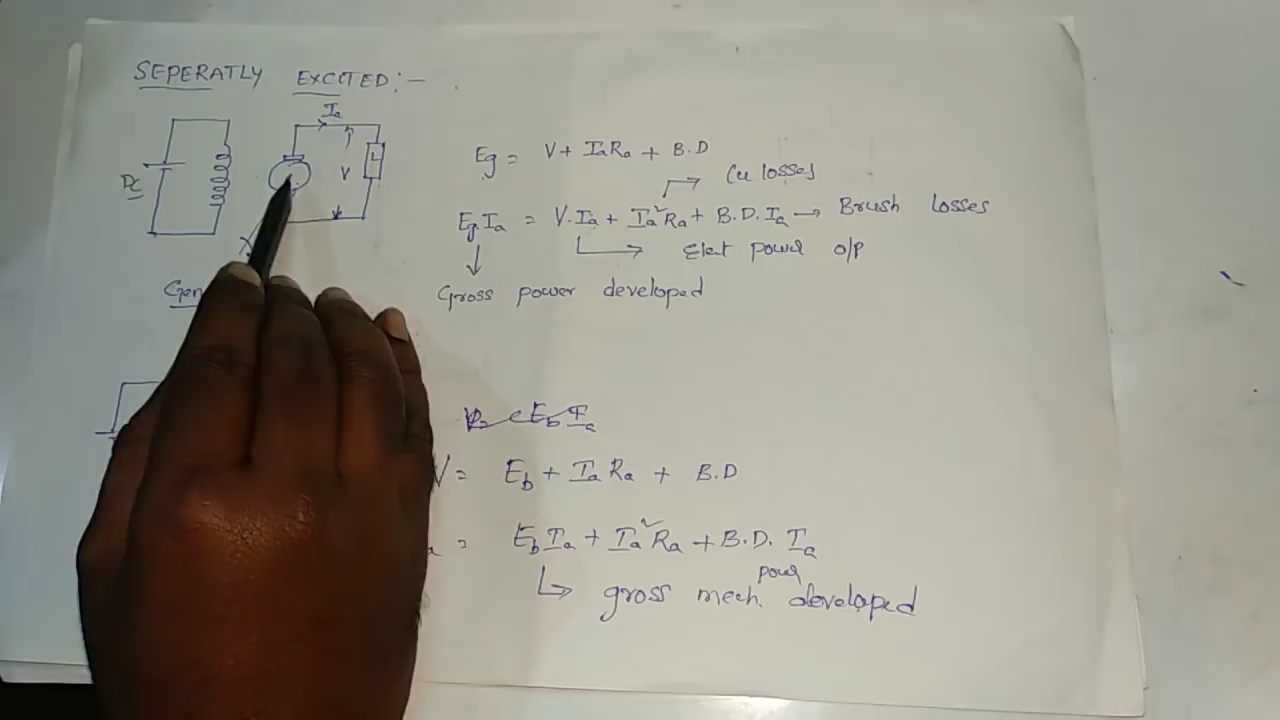 SEPERATLY EXCITED:-
Ia
DC
V
L
Eg = V + IaRa + B.D
Cu losses
Eg.Ia = V.Ia + Ia²Ra + B.D.Ia → Brush losses
Elect power o/p
Gen
Gross power developed
Eb Ia
V = Eb + IaRa + B.D
a = EbIa + Ia²Ra + B.D. Ia
power
gross mech. developed